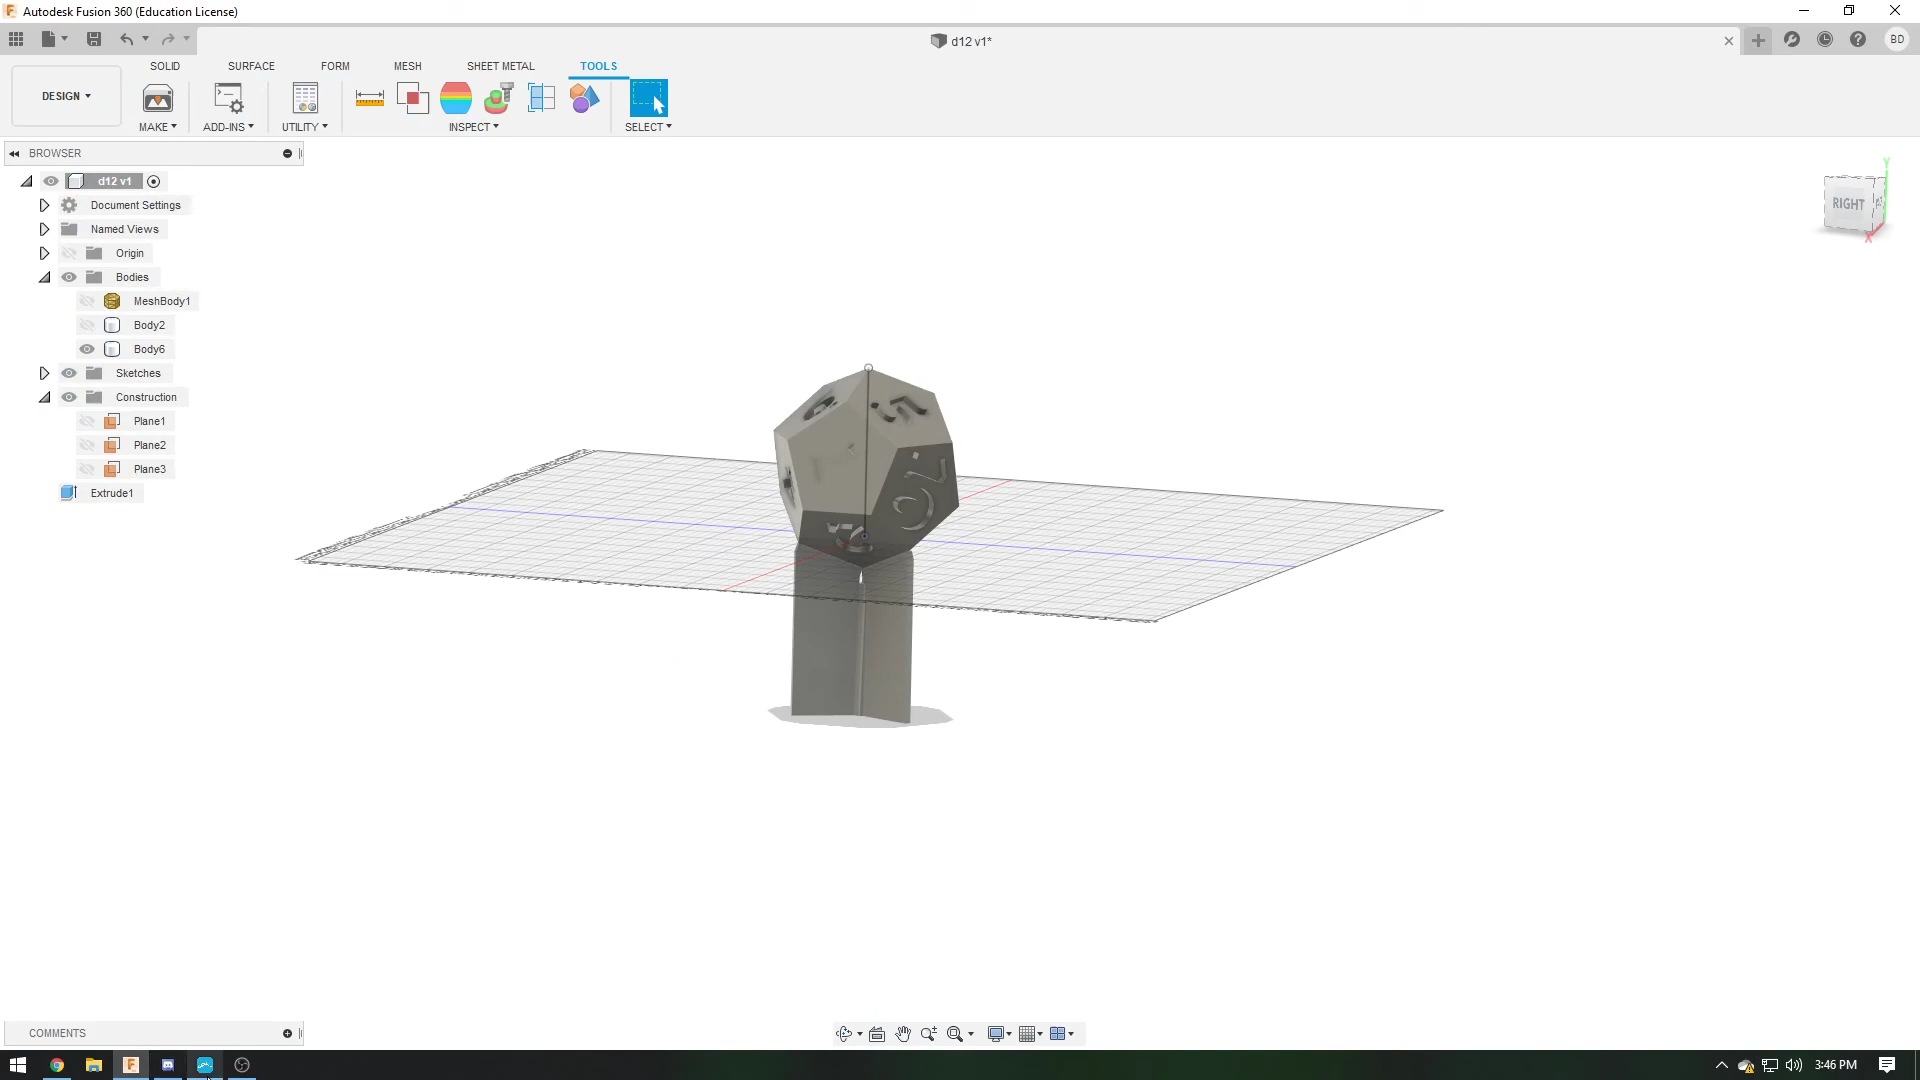 Autodesk Fusion 360 (Education License)
d12 v1*
BD
SOLID
SURFACE
FORM
MESH
SHEET METAL
TOOLS
DESIGN
MAKE
ADD-INS
UTILITY
INSPECT
SELECT
BROWSER
d12 v1
Document Settings
Named Views
Origin
Bodies
MeshBody1
Body2
Body6
Sketches
Construction
Plane1
Plane2
Plane3
Extrude1
Y
RIGHT
X
COMMENTS
3:46 PM